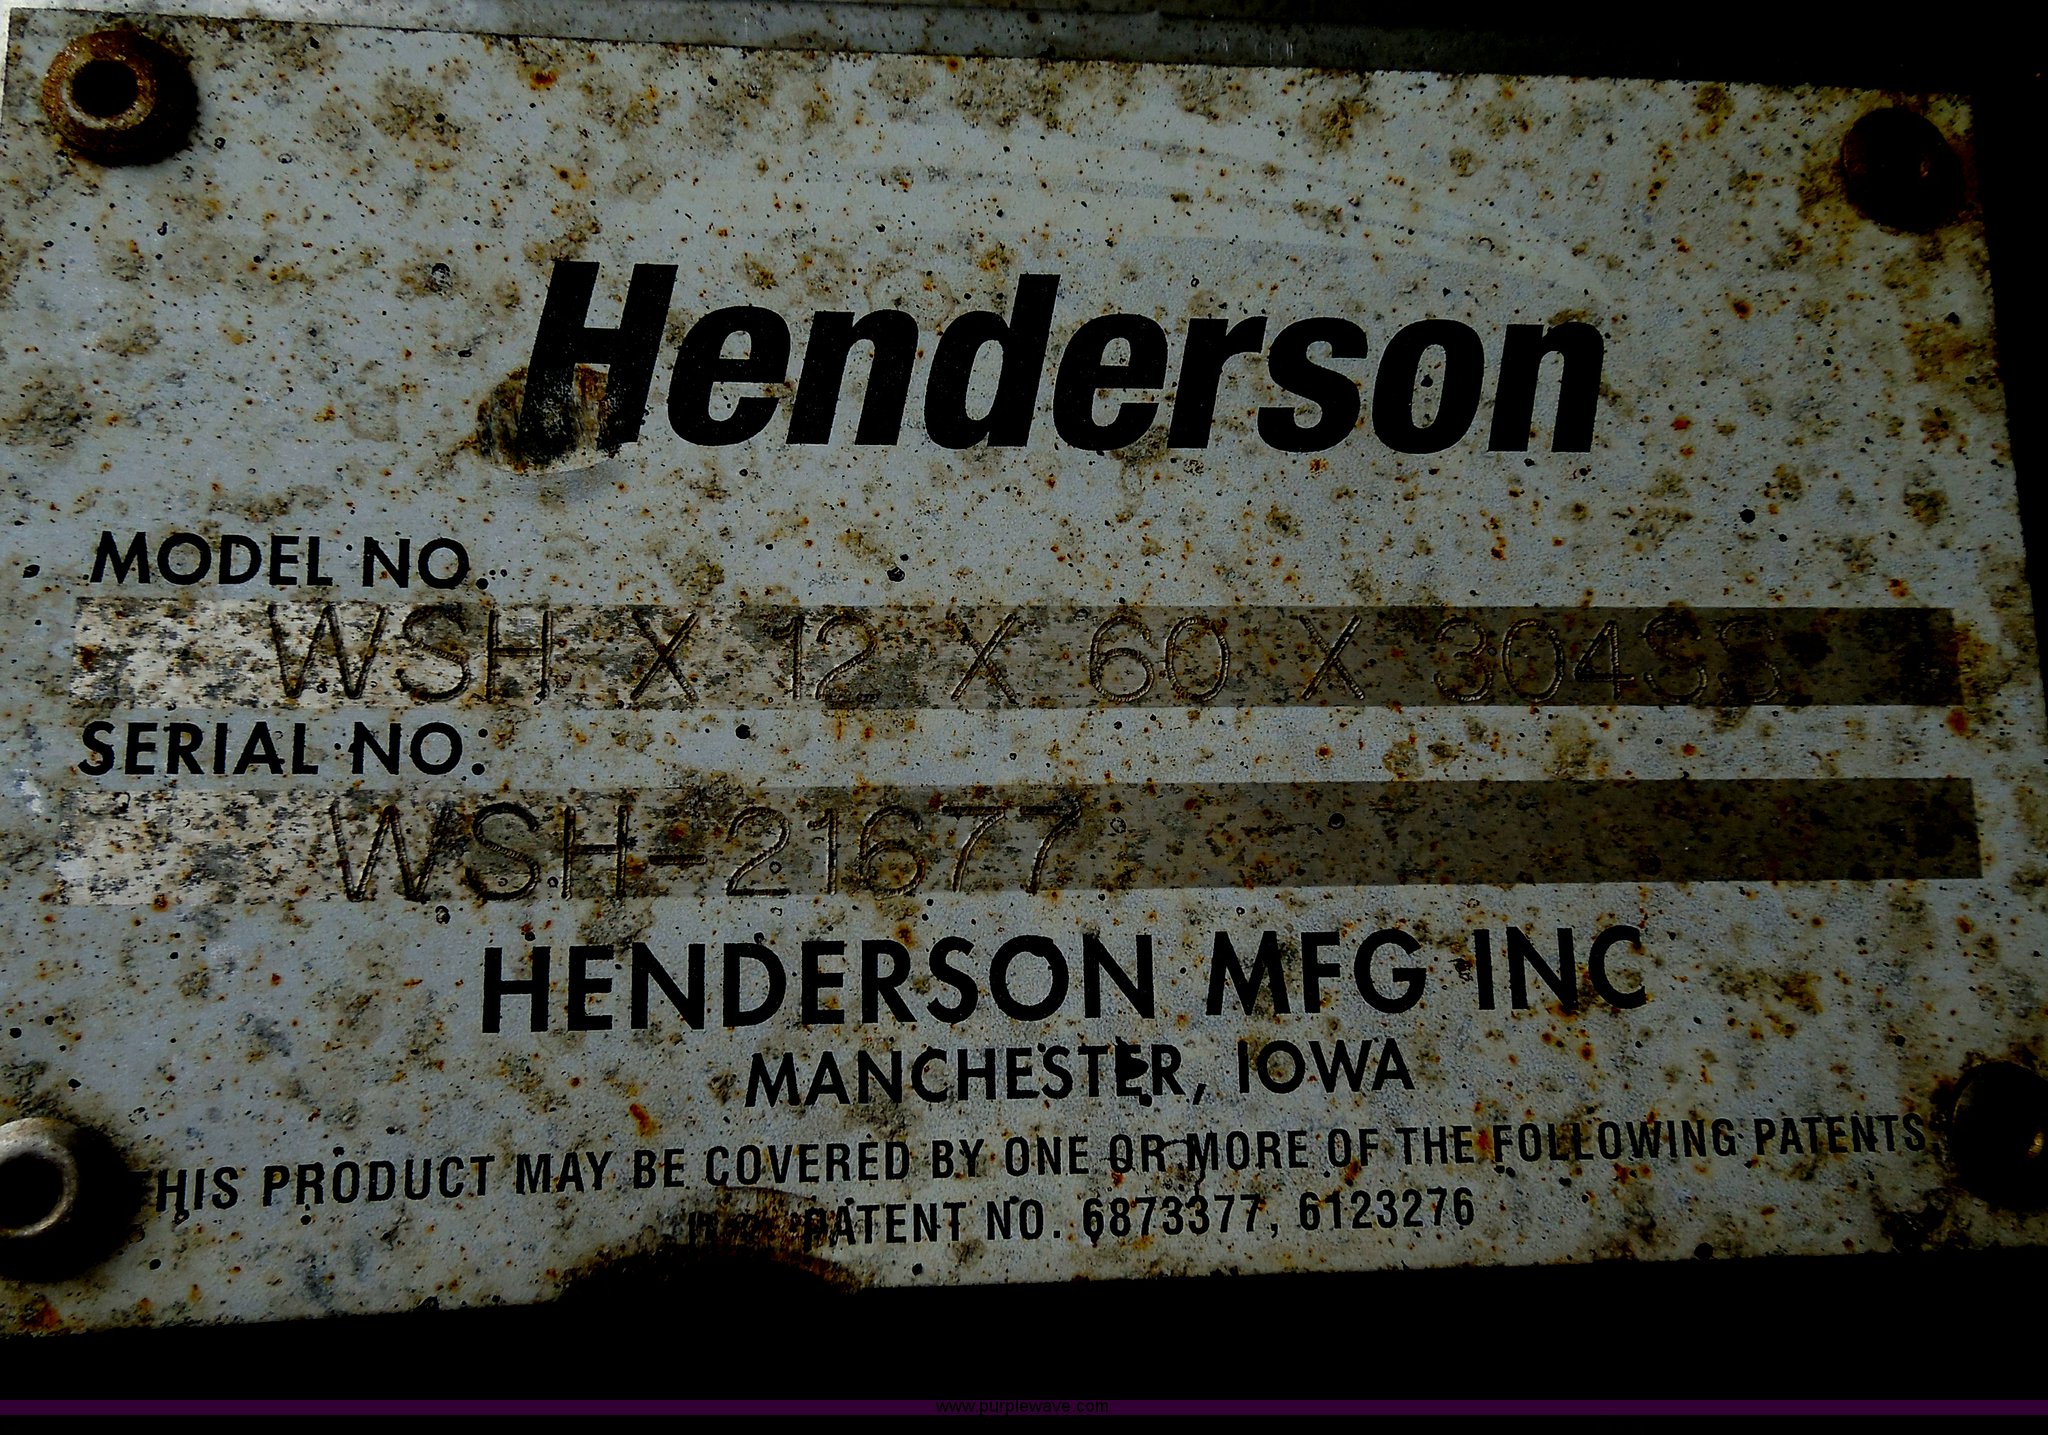 Henderson
MODEL NO.:
WSH X 12 X 60 X 304SS
SERIAL NO.:
WSH-21677
HENDERSON MFG INC
MANCHESTER, IOWA
THIS PRODUCT MAY BE COVERED BY ONE OR MORE OF THE FOLLOWING PATENTS
PATENT NO. 6873377, 6123276
www.purplewave.com